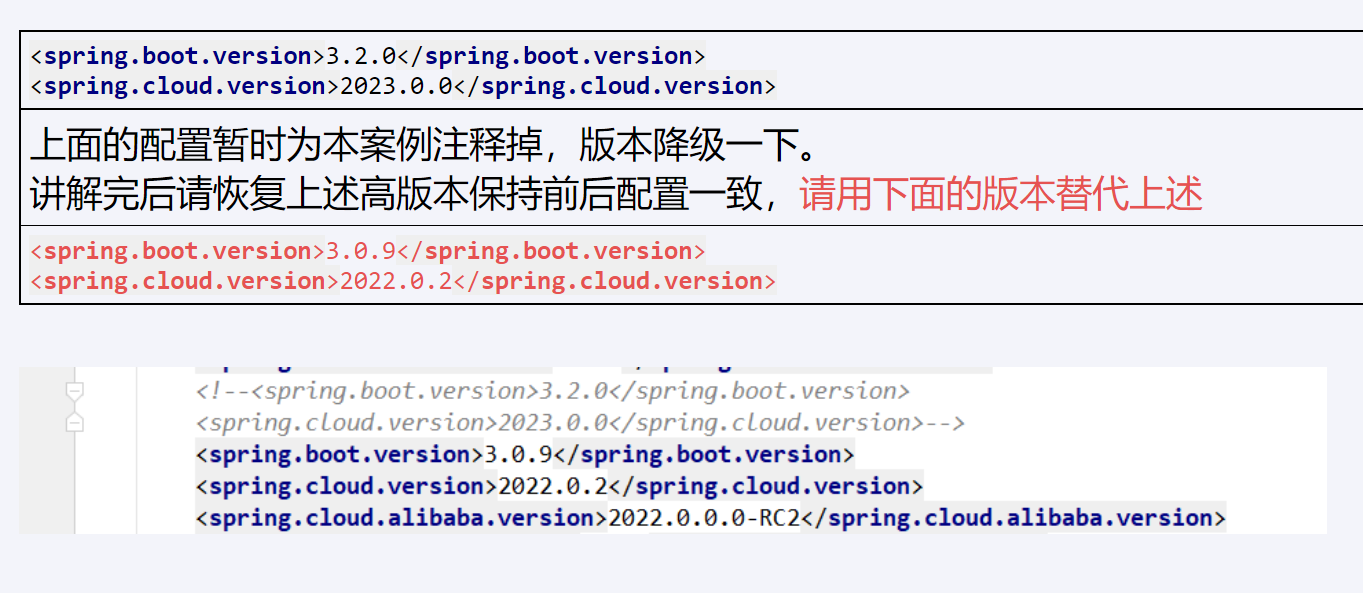 <spring.boot.version>3.2.0</spring.boot.version>
<spring.cloud.version>2023.0.0</spring.cloud.version>
上面的配置暂时为本案例注释掉，版本降级一下。
讲解完后请恢复上述高版本保持前后配置一致，请用下面的版本替代上述
<spring.boot.version>3.0.9</spring.boot.version>
<spring.cloud.version>2022.0.2</spring.cloud.version>
<!--<spring.boot.version>3.2.0</spring.boot.version>
<spring.cloud.version>2023.0.0</spring.cloud.version>-->
<spring.boot.version>3.0.9</spring.boot.version>
<spring.cloud.version>2022.0.2</spring.cloud.version>
<spring.cloud.alibaba.version>2022.0.0.0-RC2</spring.cloud.alibaba.version>